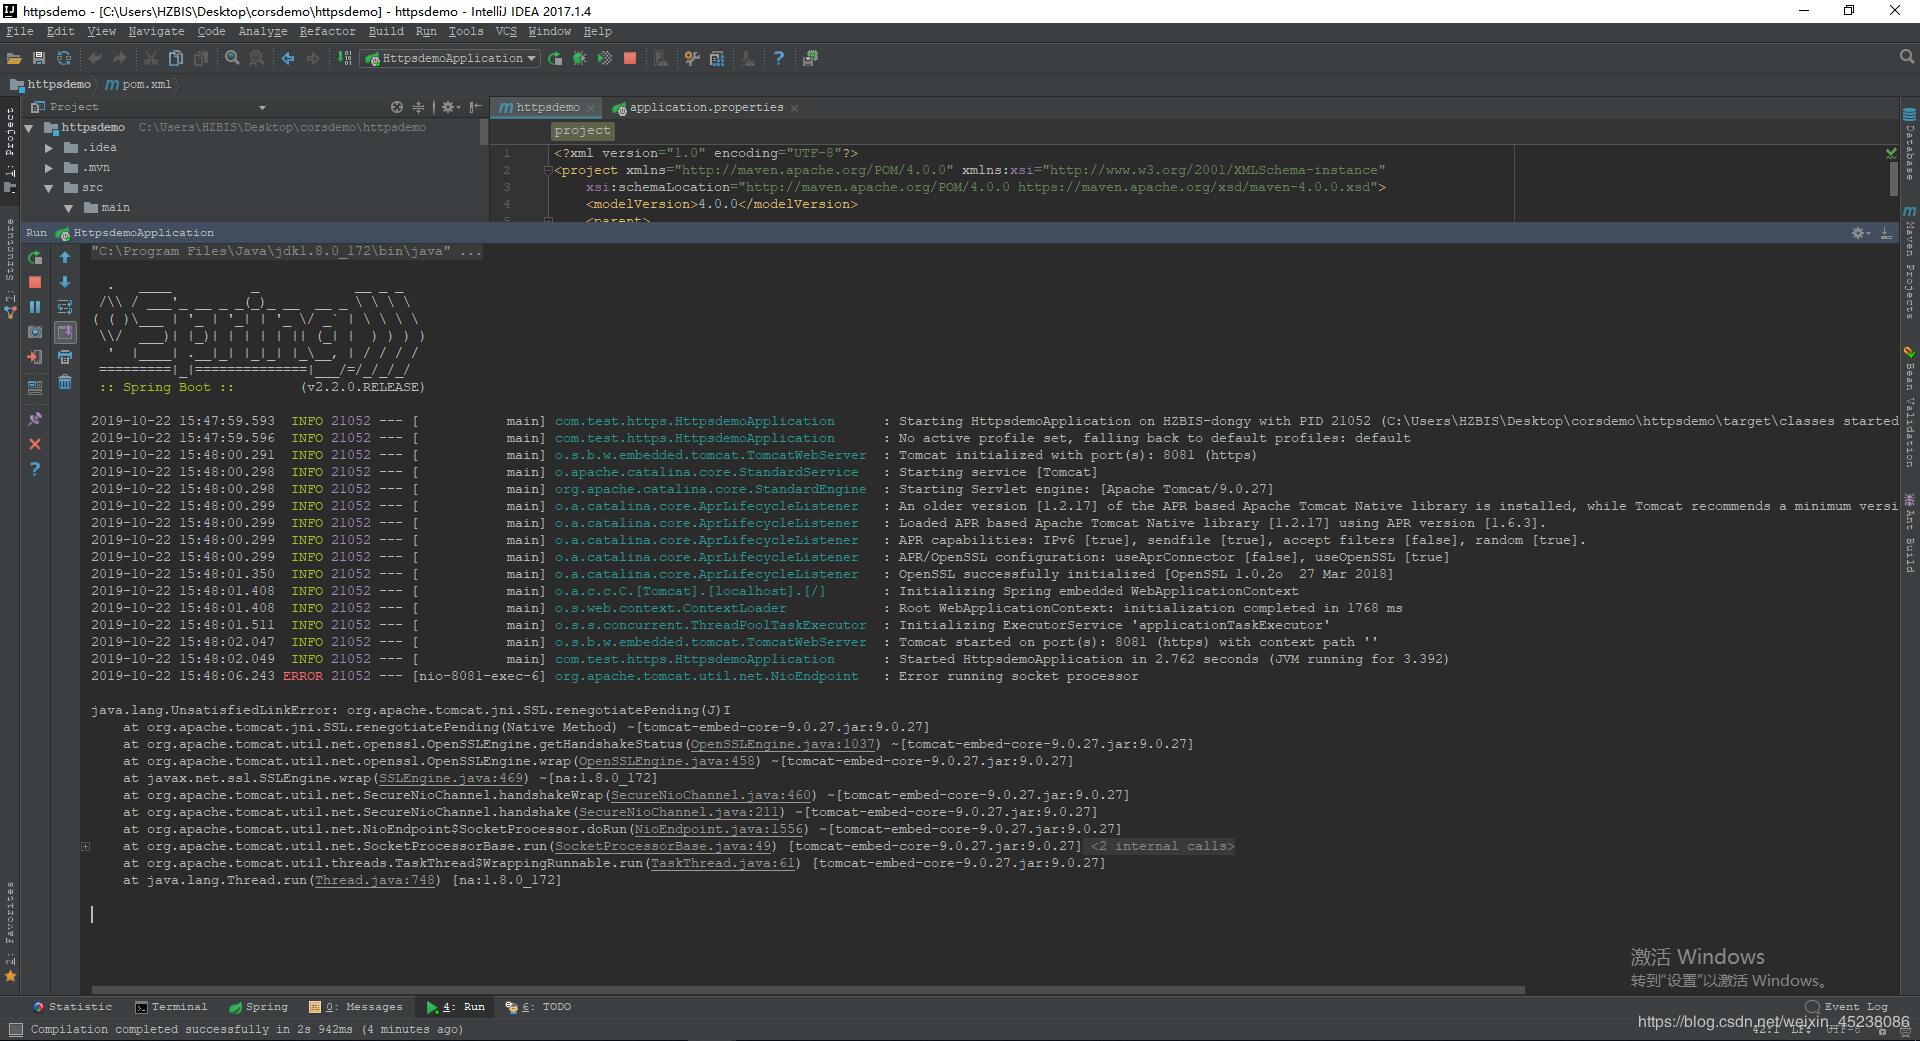 httpsdemo - [C:\Users\HZBIS\Desktop\corsdemo\httpsdemo] - httpsdemo - IntelliJ IDEA 2017.1.4
File Edit View Navigate Code Analyze Refactor Build Run Tools VCS Window Help
HttpsdemoApplication
httpsdemo pom.xml
Project
httpsdemo application.properties
httpsdemo C:\Users\HZBIS\Desktop\corsdemo\httpsdemo
.idea
.mvn
src
main
project
1 <?xml version="1.0" encoding="UTF-8"?>
2 <project xmlns="http://maven.apache.org/POM/4.0.0" xmlns:xsi="http://www.w3.org/2001/XMLSchema-instance"
3 xsi:schemaLocation="http://maven.apache.org/POM/4.0.0 https://maven.apache.org/xsd/maven-4.0.0.xsd">
4 <modelVersion>4.0.0</modelVersion>
5 <parent>
1: Project
7: Structure
2: Favorites
Database
Maven Projects
Bean Validation
Ant Build
Run HttpsdemoApplication
"C:\Program Files\Java\jdk1.8.0_172\bin\java" ...
:: Spring Boot :: (v2.2.0.RELEASE)
2019-10-22 15:47:59.593 INFO 21052 --- [ main] com.test.https.HttpsdemoApplication : Starting HttpsdemoApplication on HZBIS-dongy with PID 21052 (C:\Users\HZBIS\Desktop\corsdemo\httpsdemo\target\classes started
2019-10-22 15:47:59.596 INFO 21052 --- [ main] com.test.https.HttpsdemoApplication : No active profile set, falling back to default profiles: default
2019-10-22 15:48:00.291 INFO 21052 --- [ main] o.s.b.w.embedded.tomcat.TomcatWebServer : Tomcat initialized with port(s): 8081 (https)
2019-10-22 15:48:00.298 INFO 21052 --- [ main] o.apache.catalina.core.StandardService : Starting service [Tomcat]
2019-10-22 15:48:00.298 INFO 21052 --- [ main] org.apache.catalina.core.StandardEngine : Starting Servlet engine: [Apache Tomcat/9.0.27]
2019-10-22 15:48:00.299 INFO 21052 --- [ main] o.a.catalina.core.AprLifecycleListener : An older version [1.2.17] of the APR based Apache Tomcat Native library is installed, while Tomcat recommends a minimum versi
2019-10-22 15:48:00.299 INFO 21052 --- [ main] o.a.catalina.core.AprLifecycleListener : Loaded APR based Apache Tomcat Native library [1.2.17] using APR version [1.6.3].
2019-10-22 15:48:00.299 INFO 21052 --- [ main] o.a.catalina.core.AprLifecycleListener : APR capabilities: IPv6 [true], sendfile [true], accept filters [false], random [true].
2019-10-22 15:48:00.299 INFO 21052 --- [ main] o.a.catalina.core.AprLifecycleListener : APR/OpenSSL configuration: useAprConnector [false], useOpenSSL [true]
2019-10-22 15:48:01.350 INFO 21052 --- [ main] o.a.catalina.core.AprLifecycleListener : OpenSSL successfully initialized [OpenSSL 1.0.2o 27 Mar 2018]
2019-10-22 15:48:01.408 INFO 21052 --- [ main] o.a.c.c.C.[Tomcat].[localhost].[/] : Initializing Spring embedded WebApplicationContext
2019-10-22 15:48:01.408 INFO 21052 --- [ main] o.s.web.context.ContextLoader : Root WebApplicationContext: initialization completed in 1768 ms
2019-10-22 15:48:01.511 INFO 21052 --- [ main] o.s.s.concurrent.ThreadPoolTaskExecutor : Initializing ExecutorService 'applicationTaskExecutor'
2019-10-22 15:48:02.047 INFO 21052 --- [ main] o.s.b.w.embedded.tomcat.TomcatWebServer : Tomcat started on port(s): 8081 (https) with context path ''
2019-10-22 15:48:02.049 INFO 21052 --- [ main] com.test.https.HttpsdemoApplication : Started HttpsdemoApplication in 2.762 seconds (JVM running for 3.392)
2019-10-22 15:48:06.243 ERROR 21052 --- [nio-8081-exec-6] org.apache.tomcat.util.net.NioEndpoint : Error running socket processor
java.lang.UnsatisfiedLinkError: org.apache.tomcat.jni.SSL.renegotiatePending(J)I
at org.apache.tomcat.jni.SSL.renegotiatePending(Native Method) ~[tomcat-embed-core-9.0.27.jar:9.0.27]
at org.apache.tomcat.util.net.openssl.OpenSSLEngine.getHandshakeStatus(OpenSSLEngine.java:1037) ~[tomcat-embed-core-9.0.27.jar:9.0.27]
at org.apache.tomcat.util.net.openssl.OpenSSLEngine.wrap(OpenSSLEngine.java:458) ~[tomcat-embed-core-9.0.27.jar:9.0.27]
at javax.net.ssl.SSLEngine.wrap(SSLEngine.java:469) ~[na:1.8.0_172]
at org.apache.tomcat.util.net.SecureNioChannel.handshakeWrap(SecureNioChannel.java:460) ~[tomcat-embed-core-9.0.27.jar:9.0.27]
at org.apache.tomcat.util.net.SecureNioChannel.handshake(SecureNioChannel.java:211) ~[tomcat-embed-core-9.0.27.jar:9.0.27]
at org.apache.tomcat.util.net.NioEndpoint$SocketProcessor.doRun(NioEndpoint.java:1556) ~[tomcat-embed-core-9.0.27.jar:9.0.27]
at org.apache.tomcat.util.net.SocketProcessorBase.run(SocketProcessorBase.java:49) [tomcat-embed-core-9.0.27.jar:9.0.27] <2 internal calls>
at org.apache.tomcat.util.threads.TaskThread$WrappingRunnable.run(TaskThread.java:61) [tomcat-embed-core-9.0.27.jar:9.0.27]
at java.lang.Thread.run(Thread.java:748) [na:1.8.0_172]
激活 Windows
转到"设置"以激活 Windows。
Statistic Terminal Spring 0: Messages 4: Run 6: TODO Event Log
Compilation completed successfully in 2s 942ms (4 minutes ago)
https://blog.csdn.net/weixin_45238086
42:1 UTF-8